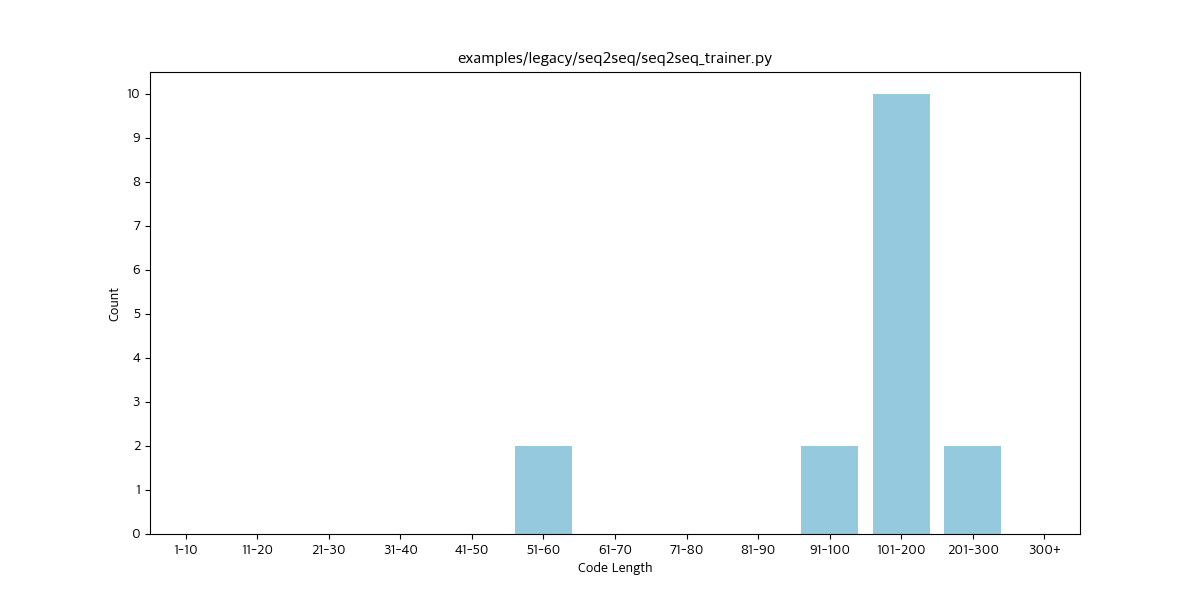 examples/legacy/seq2seq/seq2seq_trainer.py
10
9
8
7
6
5
4
3
2
1
0
Count
1-10 11-20 21-30 31-40 41-50 51-60 61-70 71-80 81-90 91-100 101-200 201-300 300+
Code Length